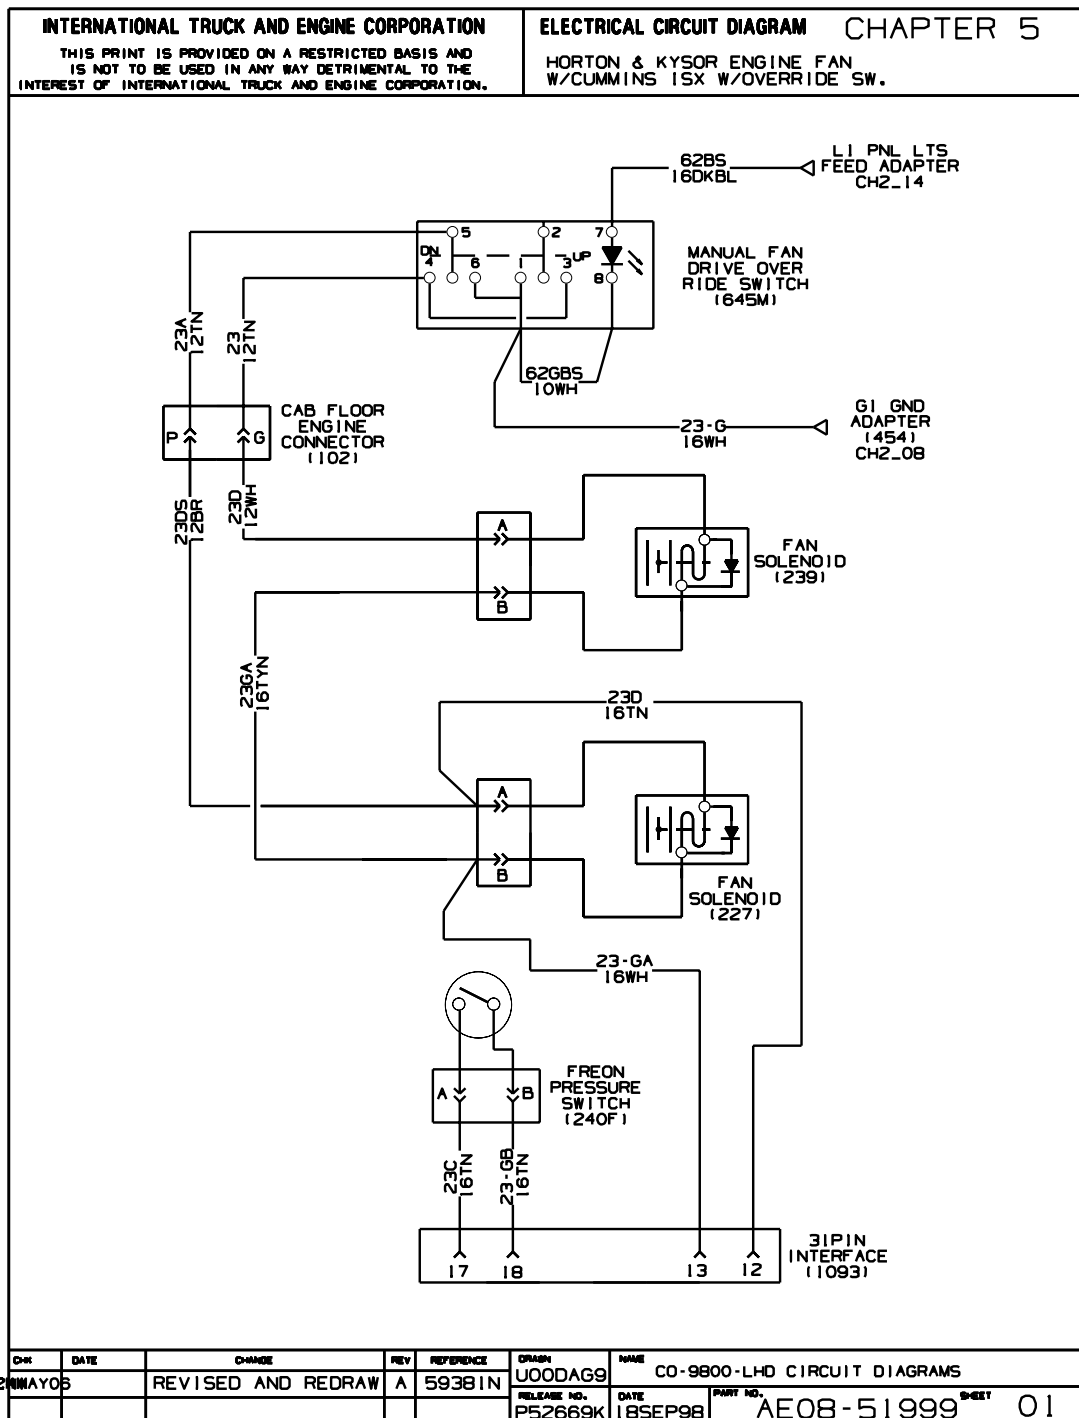 INTERNATIONAL TRUCK AND ENGINE CORPORATION
THIS PRINT IS PROVIDED ON A RESTRICTED BASIS AND
IS NOT TO BE USED IN ANY WAY DETRIMENTAL TO THE
INTEREST OF INTERNATIONAL TRUCK AND ENGINE CORPORATION.
ELECTRICAL CIRCUIT DIAGRAM CHAPTER 5
HORTON & KYSOR ENGINE FAN
W/CUMMINS ISX W/OVERRIDE SW.
62BS
16DKBL
L1 PNL LTS
FEED ADAPTER
CH2_14
5 2 7
DN UP
4 6 1 3 8
MANUAL FAN
DRIVE OVER
RIDE SWITCH
(645M)
23A
12TN
23
12TN
62GBS
10WH
23-G
16WH
G1 GND
ADAPTER
(454)
CH2_08
P G
CAB FLOOR
ENGINE
CONNECTOR
(102)
23DS
12BR
23D
12WH
A
B
FAN
SOLENOID
(239)
23GA
16TYN
23D
16TN
A
B
FAN
SOLENOID
(227)
23-GA
16WH
A B
FREON
PRESSURE
SWITCH
(240F)
23C
16TN
23-GB
16TN
17 18 13 12
31PIN
INTERFACE
(1093)
CHK DATE CHANGE REV REFERENCE DRAWN NAME
MAY06 REVISED AND REDRAW A 59381N U00DAG9 CO-9800-LHD CIRCUIT DIAGRAMS
RELEASE NO. DATE PART NO. SHEET
P52669K 18SEP98 AE08-51999 01